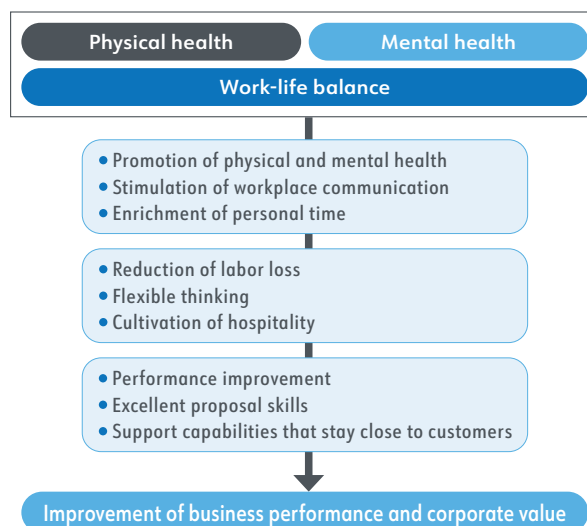 Physical health
Mental health
Work-life balance
• Promotion of physical and mental health
• Stimulation of workplace communication
• Enrichment of personal time
• Reduction of labor loss
• Flexible thinking
• Cultivation of hospitality
• Performance improvement
• Excellent proposal skills
• Support capabilities that stay close to customers
Improvement of business performance and corporate value